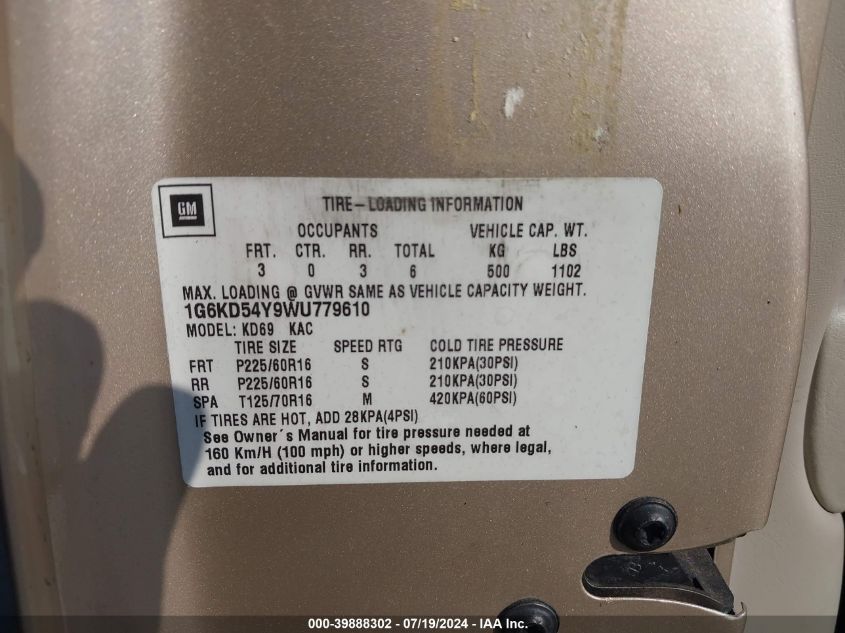 GM
TIRE-LOADING INFORMATION
OCCUPANTS VEHICLE CAP. WT.
FRT. CTR. RR. TOTAL KG LBS
3 0 3 6 500 1102
MAX. LOADING @ GVWR SAME AS VEHICLE CAPACITY WEIGHT.
1G6KD54Y9WU779610
MODEL: KD69 KAC
TIRE SIZE SPEED RTG COLD TIRE PRESSURE
FRT P225/60R16 S 210KPA(30PSI)
RR P225/60R16 S 210KPA(30PSI)
SPA T125/70R16 M 420KPA(60PSI)
IF TIRES ARE HOT, ADD 28KPA(4PSI)
See Owner's Manual for tire pressure needed at
160 Km/H (100 mph) or higher speeds, where legal,
and for additional tire information.
000-39888302 - 07/19/2024 - IAA Inc.